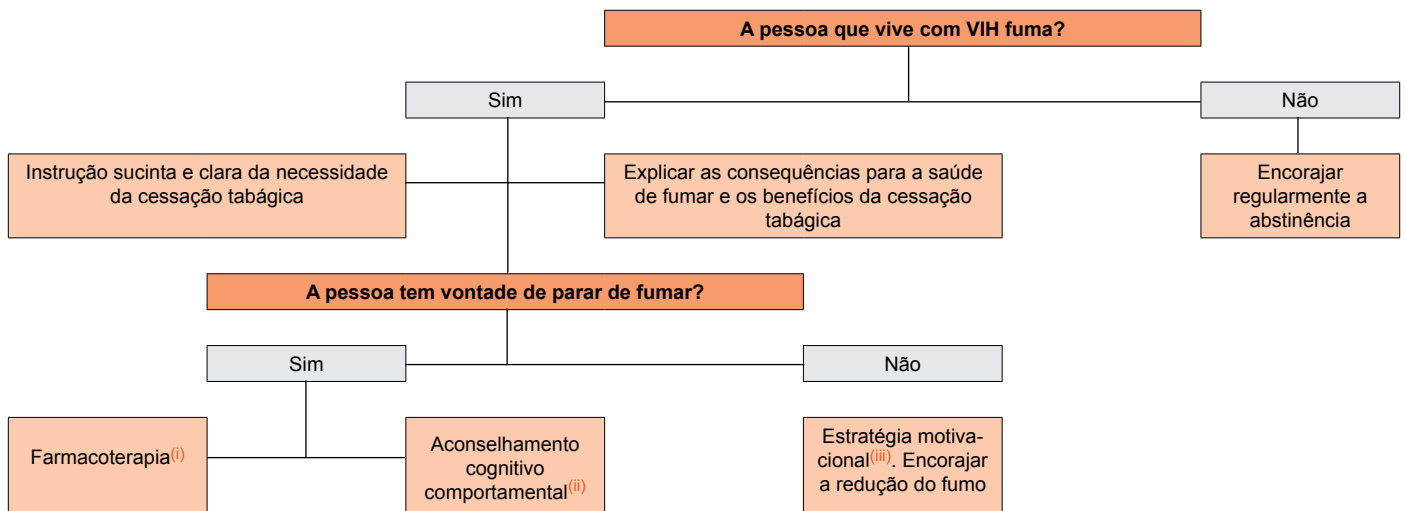 A pessoa que vive com VIH fuma?
Sim
Não
Instrução sucinta e clara da necessidade
da cessação tabágica
Explicar as consequências para a saúde
de fumar e os benefícios da cessação
tabágica
Encorajar
regularmente a
abstinência
A pessoa tem vontade de parar de fumar?
Sim
Não
Farmacoterapia(i)
Aconselhamento
cognitivo
comportamental(ii)
Estratégia motiva-
cional(iii). Encorajar
a redução do fumo